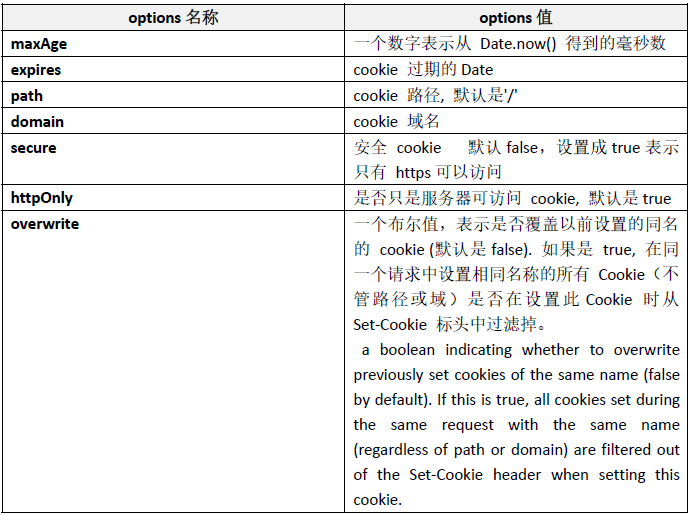 options 名称 options 值
maxAge 一个数字表示从 Date.now() 得到的毫秒数
expires cookie 过期的 Date
path cookie 路径, 默认是'/'
domain cookie 域名
secure 安全 cookie 默认 false，设置成 true 表示
只有 https 可以访问
httpOnly 是否只是服务器可访问 cookie, 默认是 true
overwrite 一个布尔值，表示是否覆盖以前设置的同名
的 cookie (默认是 false). 如果是 true, 在同
一个请求中设置相同名称的所有 Cookie（不
管路径或域）是否在设置此 Cookie 时从
Set-Cookie 标头中过滤掉。
a boolean indicating whether to overwrite
previously set cookies of the same name (false
by default). If this is true, all cookies set during
the same request with the same name
(regardless of path or domain) are filtered out
of the Set-Cookie header when setting this
cookie.